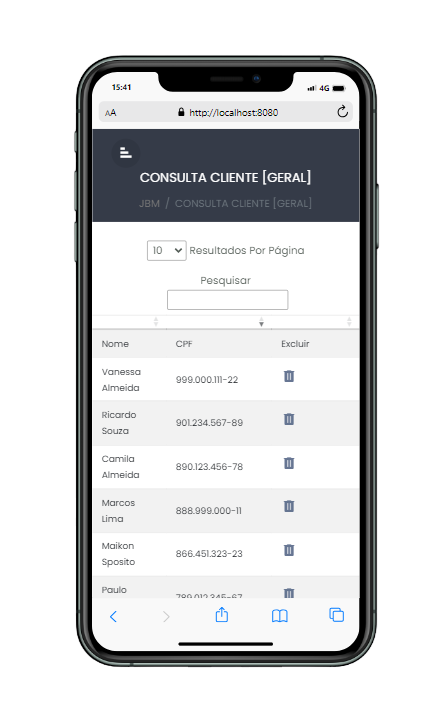 15:41
4G
AA
http://localhost:8080
CONSULTA CLIENTE [GERAL]
JBM / CONSULTA CLIENTE [GERAL]
10 Resultados Por Página
Pesquisar
Nome CPF Excluir
Vanessa
Almeida
999.000.111-22
Ricardo
Souza
901.234.567-89
Camila
Almeida
890.123.456-78
Marcos
Lima
888.999.000-11
Maikon
Sposito
866.451.323-23
Paulo
789.012.345-67